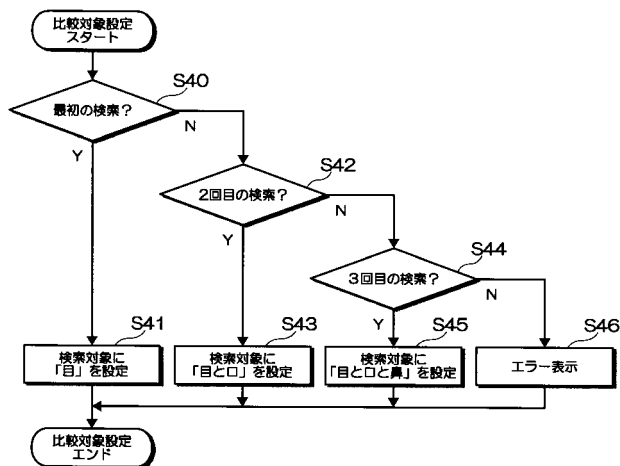 比較対象設定
スタート
S40
最初の検索？
N
Y
S42
2回目の検索？
N
Y
S44
3回目の検索？
N
Y
S41
検索対象に
「目」を設定
S43
検索対象に
「目と口」を設定
S45
検索対象に
「目と口と鼻」を設定
S46
エラー表示
比較対象設定
エンド